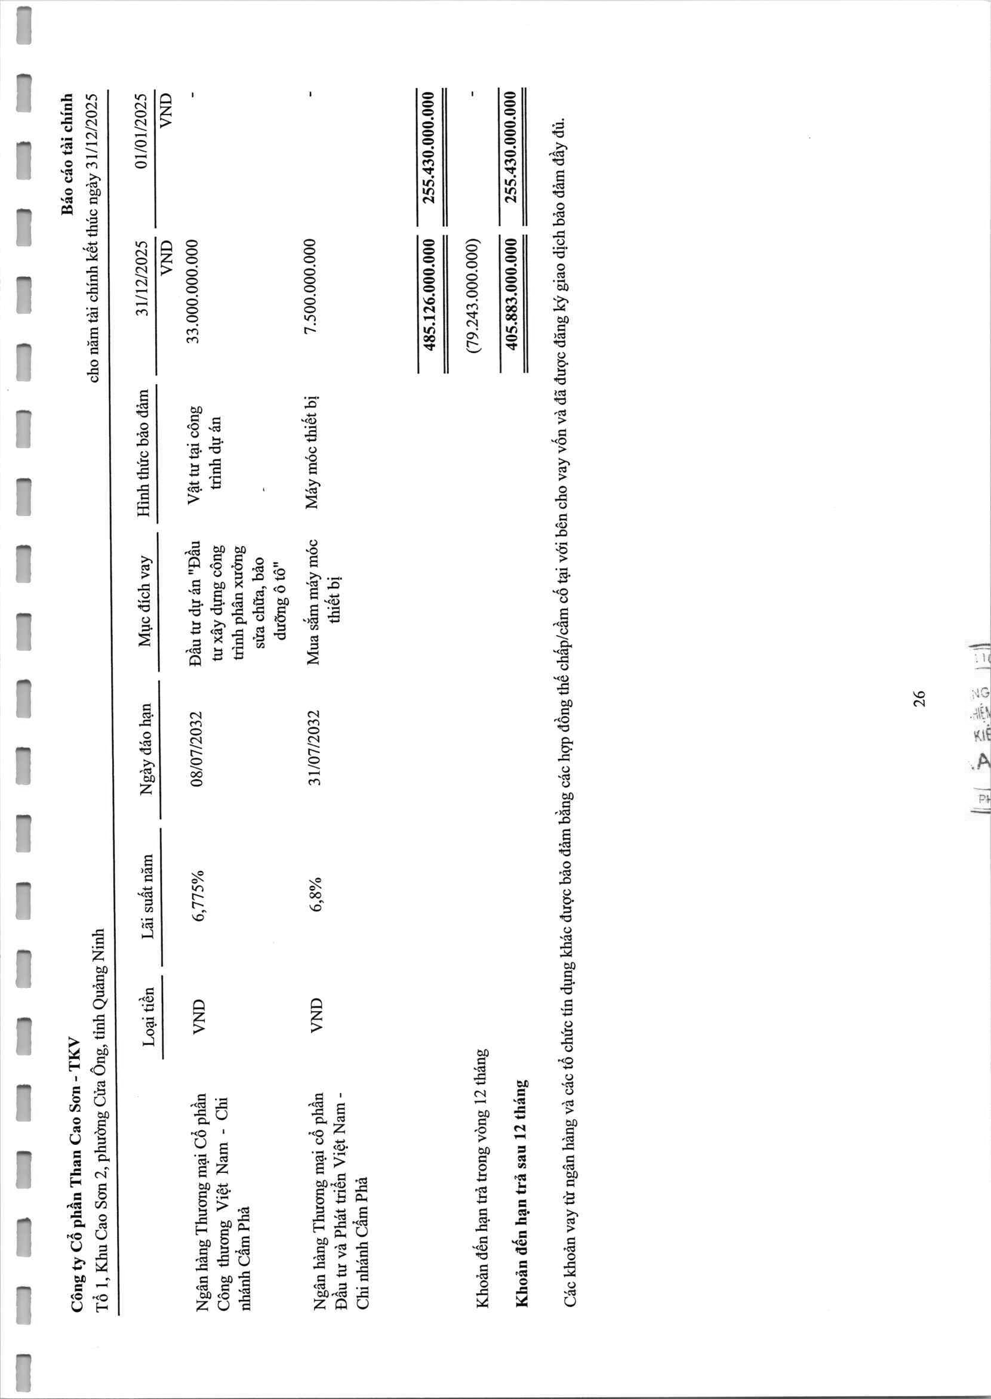 Công ty Cổ phần Than Cao Sơn - TKV
Báo cáo tài chính
Tổ 1, Khu Cao Sơn 2, phường Cửa Ông, tỉnh Quảng Ninh
cho năm tài chính kết thúc ngày 31/12/2025
Loại tiền Lãi suất năm Ngày đáo hạn Mục đích vay Hình thức bảo đảm 31/12/2025 01/01/2025
VND VND
Ngân hàng Thương mại Cổ phần VND 6,775% 08/07/2032 Đầu tư dự án "Đầu Vật tư tại công 33.000.000.000 -
Công thương Việt Nam - Chi tư xây dựng công trình dự án
nhánh Cẩm Phả trình phân xưởng
sửa chữa, bảo
dưỡng ô tô"
Ngân hàng Thương mại cổ phần VND 6,8% 31/07/2032 Mua sắm máy móc Máy móc thiết bị 7.500.000.000 -
Đầu tư và Phát triển Việt Nam - thiết bị
Chi nhánh Cẩm Phả
485.126.000.000 255.430.000.000
Khoản đến hạn trả trong vòng 12 tháng (79.243.000.000) -
Khoản đến hạn trả sau 12 tháng 405.883.000.000 255.430.000.000
Các khoản vay từ ngân hàng và các tổ chức tín dụng khác được bảo đảm bằng các hợp đồng thế chấp/cầm cố tại với bên cho vay vốn và đã được đăng ký giao dịch bảo đảm đầy đủ.
26